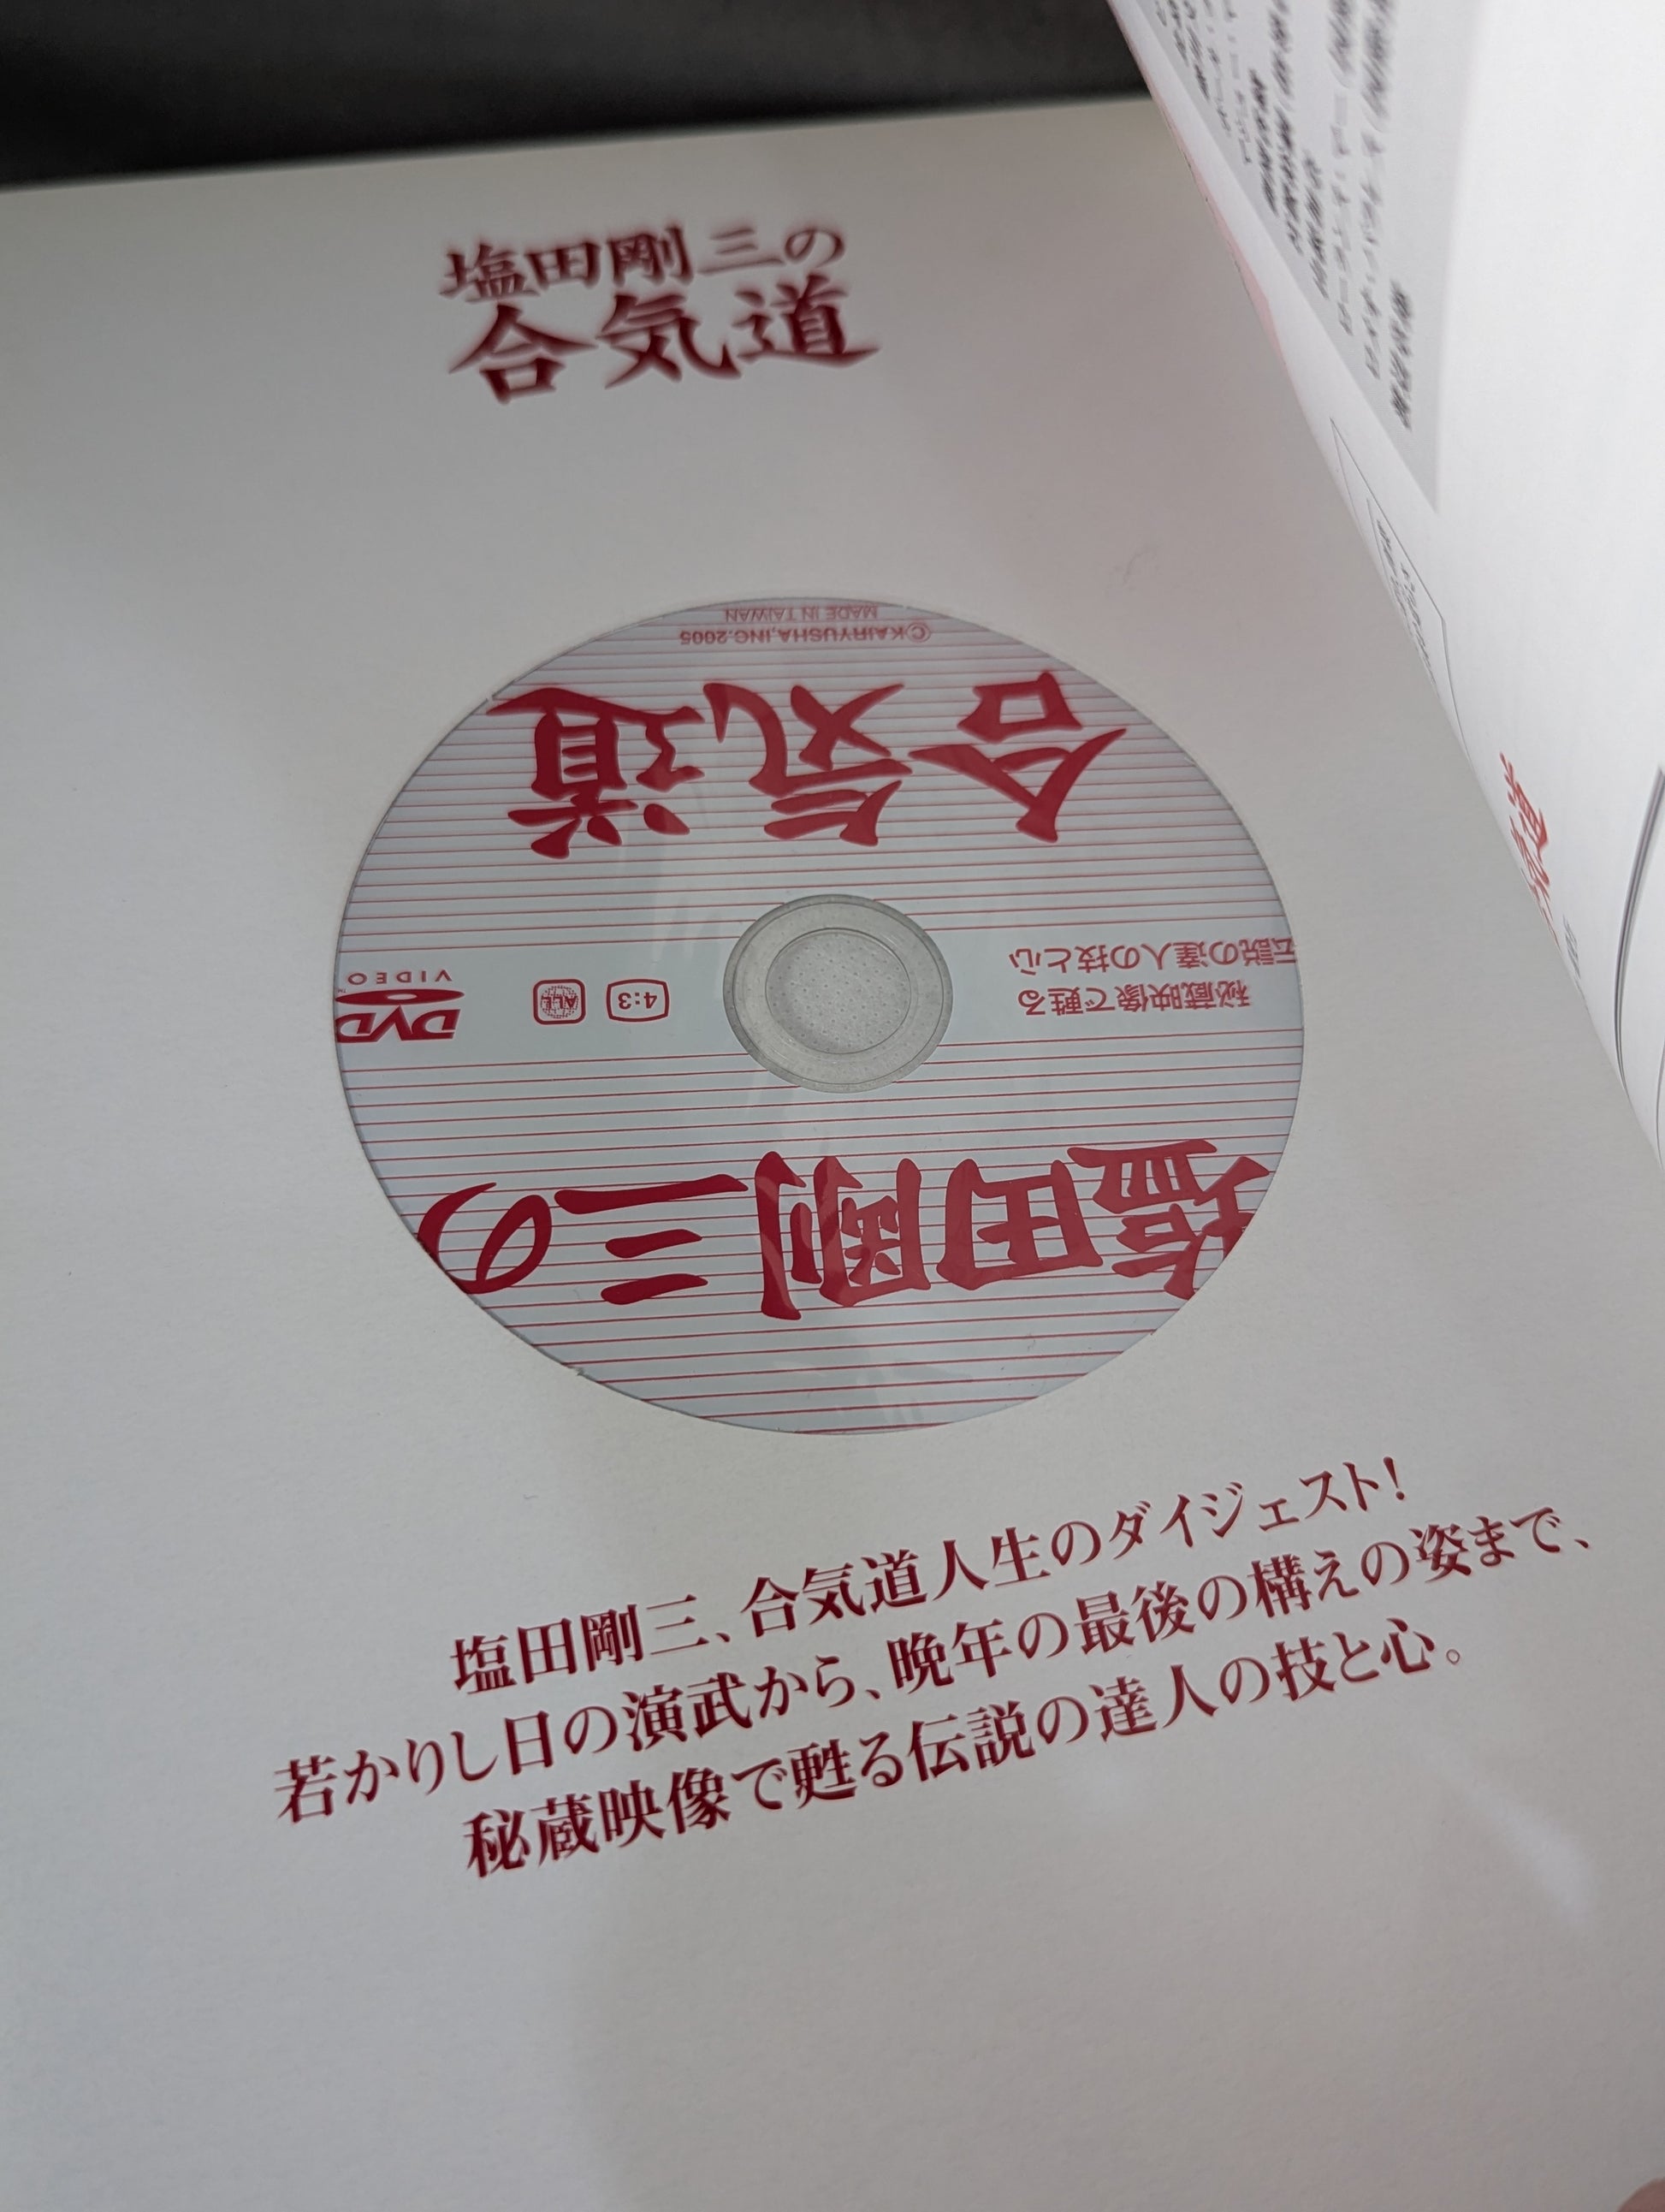 塩田剛三の
合気道
MADE IN TAIWAN
©KAIRYUSHA,INC.2005
合気道
伝説の達人の技と心
秘蔵映像で甦る
4:3
ALL
DVD
VIDEO
塩田剛三の
塩田剛三、合気道人生のダイジェスト!
若かりし日の演武から、晩年の最後の構えの姿まで、
秘蔵映像で甦る伝説の達人の技と心。